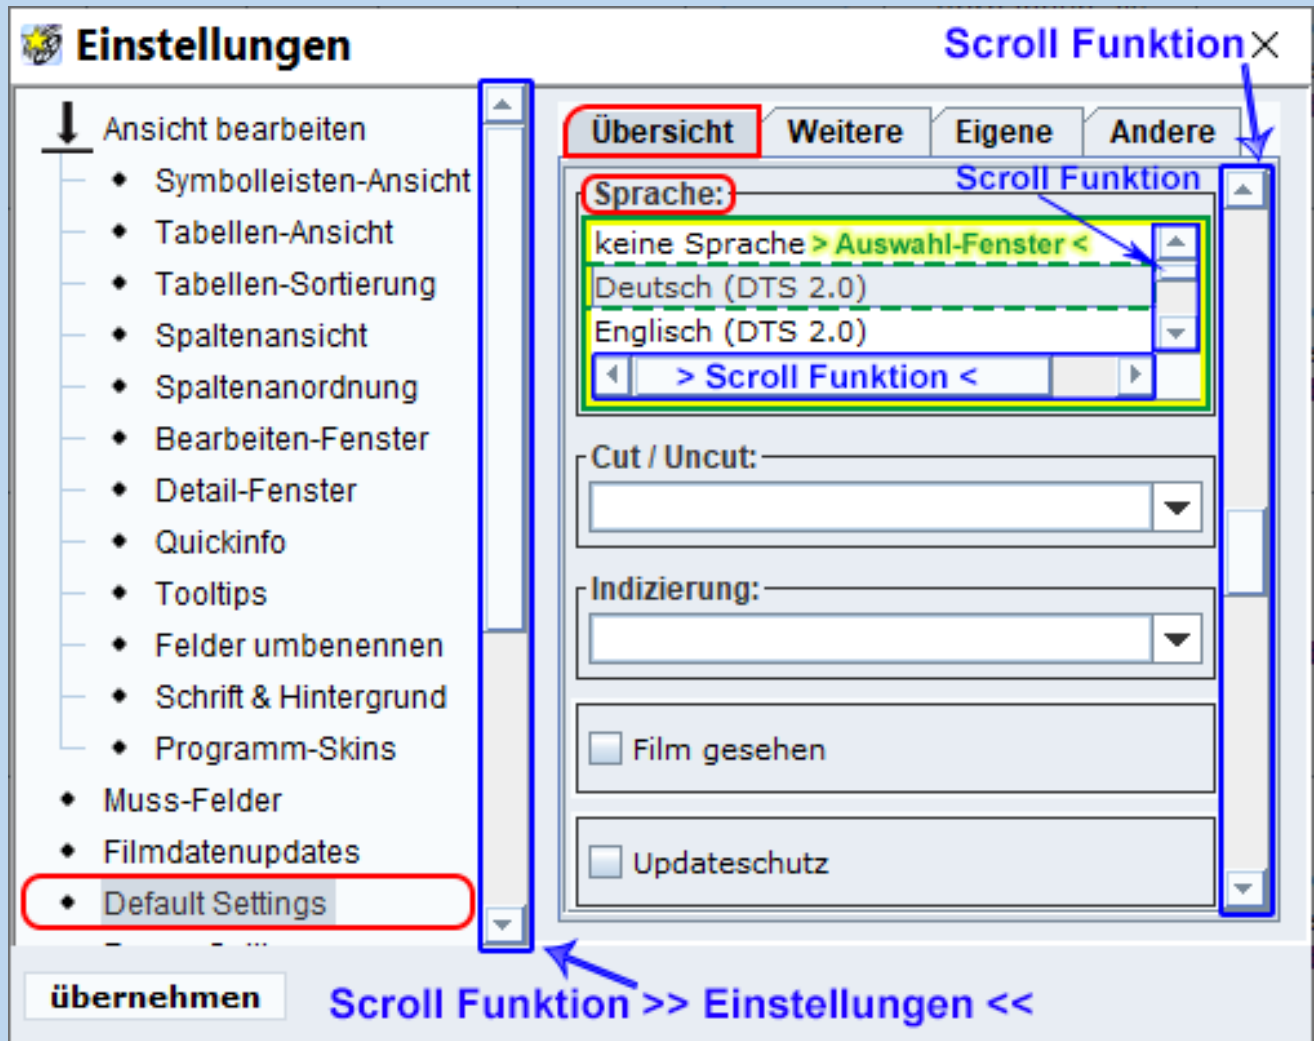 Einstellungen
Scroll Funktion
Ansicht bearbeiten
Symbolleisten-Ansicht
Tabellen-Ansicht
Tabellen-Sortierung
Spaltenansicht
Spaltenanordnung
Bearbeiten-Fenster
Detail-Fenster
Quickinfo
Tooltips
Felder umbenennen
Schrift & Hintergrund
Programm-Skins
Muss-Felder
Filmdatenupdates
Default Settings
Übersicht Weitere Eigene Andere
Sprache: Scroll Funktion
keine Sprache > Auswahl-Fenster <
Deutsch (DTS 2.0)
Englisch (DTS 2.0)
> Scroll Funktion <
Cut / Uncut:
Indizierung:
Film gesehen
Updateschutz
übernehmen
Scroll Funktion >> Einstellungen <<